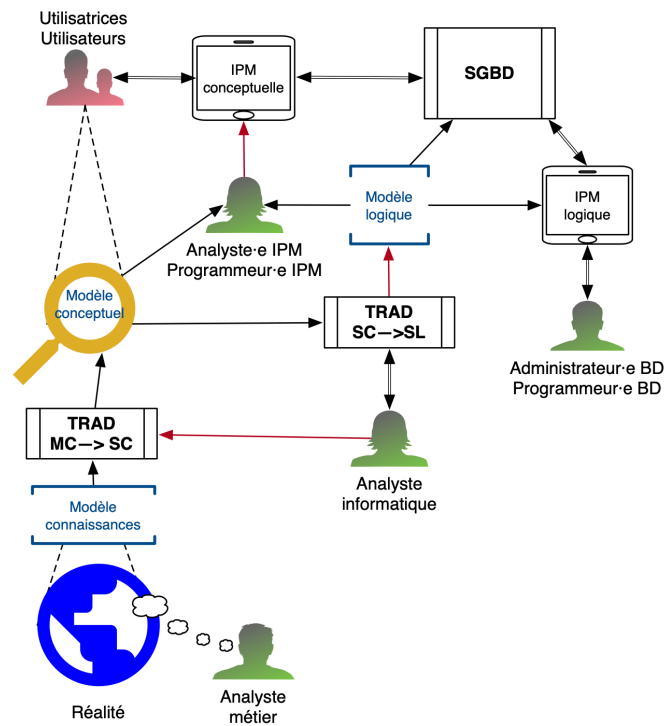 Utilisatrices
Utilisateurs
IPM
conceptuelle
SGBD
Modèle
logique
IPM
logique
Analyste·e IPM
Programmeur·e IPM
Modèle
conceptuel
TRAD
SC—>SL
Administrateur·e BD
Programmeur·e BD
TRAD
MC—> SC
Analyste
informatique
Modèle
connaissances
Réalité
Analyste
métier